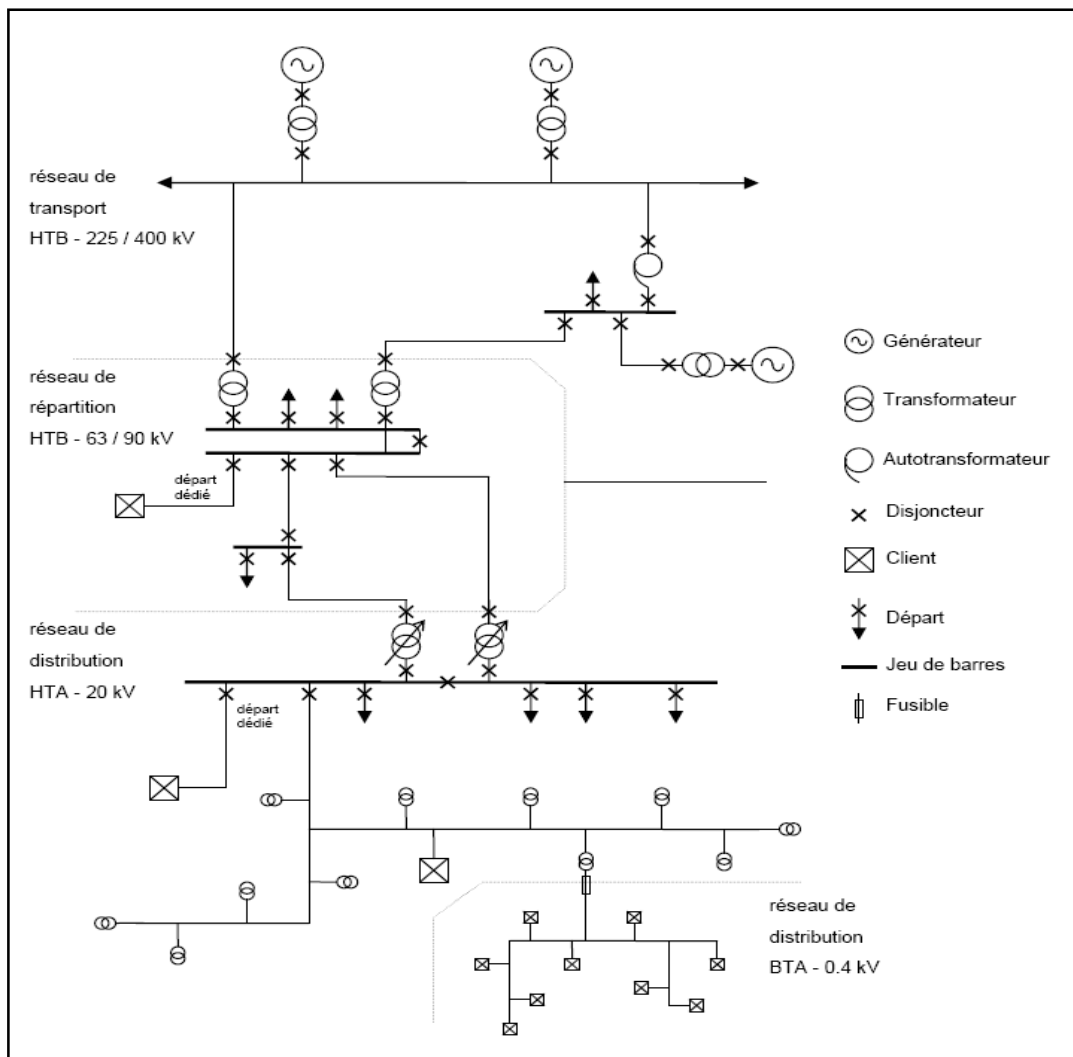 réseau de
transport
HTB - 225 / 400 kV
réseau de
répartition
HTB - 63 / 90 kV
départ
dédié
réseau de
distribution
HTA - 20 kV
départ
dédié
réseau de
distribution
BTA - 0.4 kV
Générateur
Transformateur
Autotransformateur
Disjoncteur
Client
Départ
Jeu de barres
Fusible